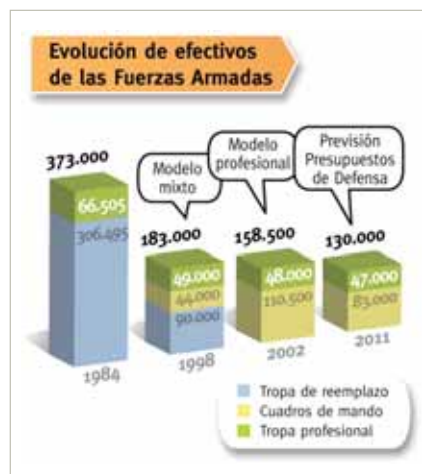 Evolución de efectivos
de las Fuerzas Armadas
373.000
66.505
306.495
1984
Modelo
mixto
183.000
49.000
44.000
90.000
1998
Modelo
profesional
158.500
48.000
110.500
2002
Previsión
Presupuestos
de Defensa
130.000
47.000
83.000
2011
Tropa de reemplazo
Cuadros de mando
Tropa profesional